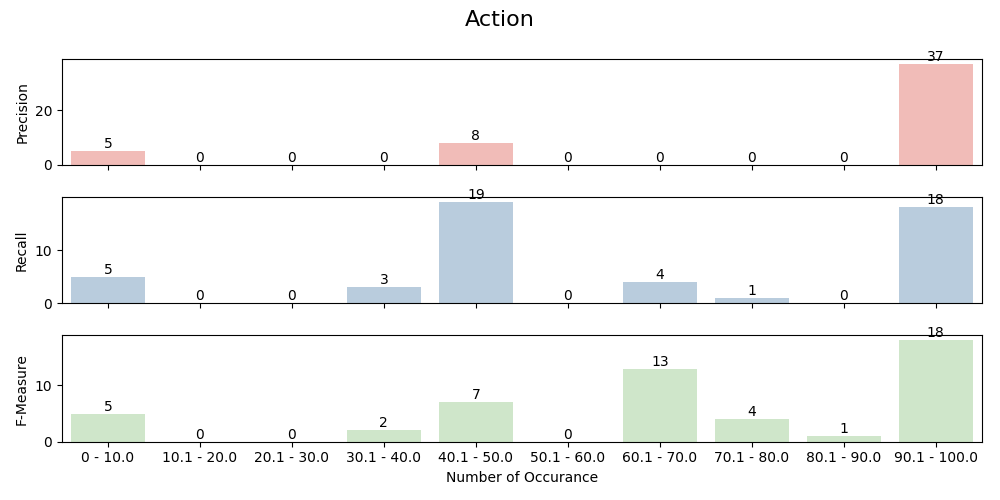 Action
Precision
20
0
5 0 0 0 8 0 0 0 0 37
Recall
10
0
5 0 0 3 19 0 4 1 0 18
F-Measure
10
0
5 0 0 2 7 0 13 4 1 18
0 - 10.0 10.1 - 20.0 20.1 - 30.0 30.1 - 40.0 40.1 - 50.0 50.1 - 60.0 60.1 - 70.0 70.1 - 80.0 80.1 - 90.0 90.1 - 100.0
Number of Occurance